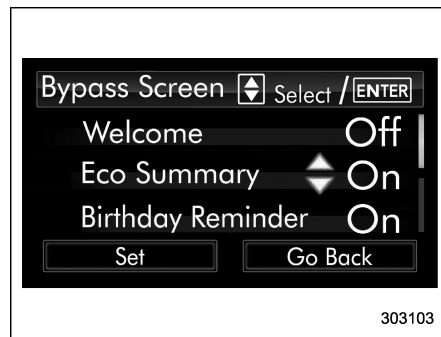 Bypass Screen Select / ENTER
Welcome Off
Eco Summary On
Birthday Reminder On
Set Go Back
303103